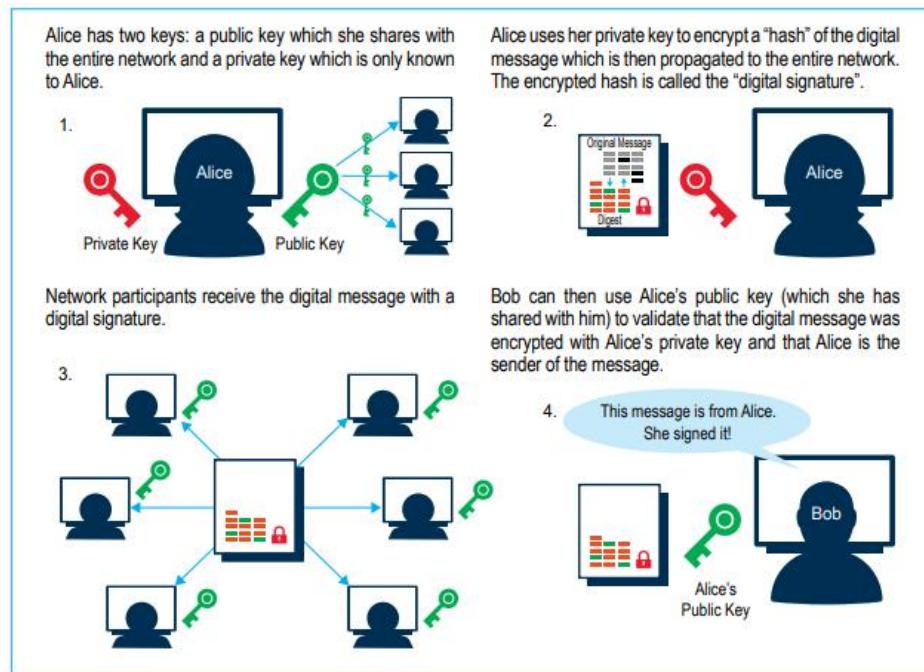 Alice has two keys: a public key which she shares with
the entire network and a private key which is only known
to Alice.
1.
Alice
Private Key
Public Key
Alice uses her private key to encrypt a “hash” of the digital
message which is then propagated to the entire network.
The encrypted hash is called the “digital signature”.
2.
Original Message
Digest
Alice
Network participants receive the digital message with a
digital signature.
3.
Bob can then use Alice’s public key (which she has
shared with him) to validate that the digital message was
encrypted with Alice’s private key and that Alice is the
sender of the message.
4.
This message is from Alice.
She signed it!
Bob
Alice’s
Public Key